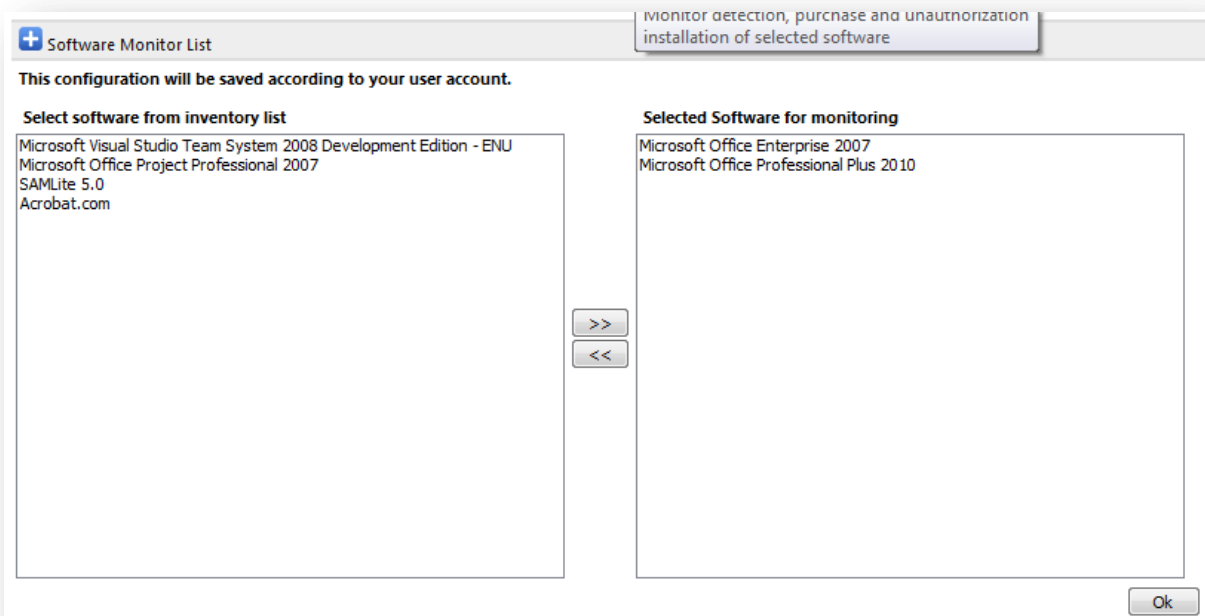 Monitor detection, purchase and unauthorization
installation of selected software
Software Monitor List
This configuration will be saved according to your user account.
Select software from inventory list
Microsoft Visual Studio Team System 2008 Development Edition - ENU
Microsoft Office Project Professional 2007
SAMLite 5.0
Acrobat.com
>>
<<
Selected Software for monitoring
Microsoft Office Enterprise 2007
Microsoft Office Professional Plus 2010
Ok